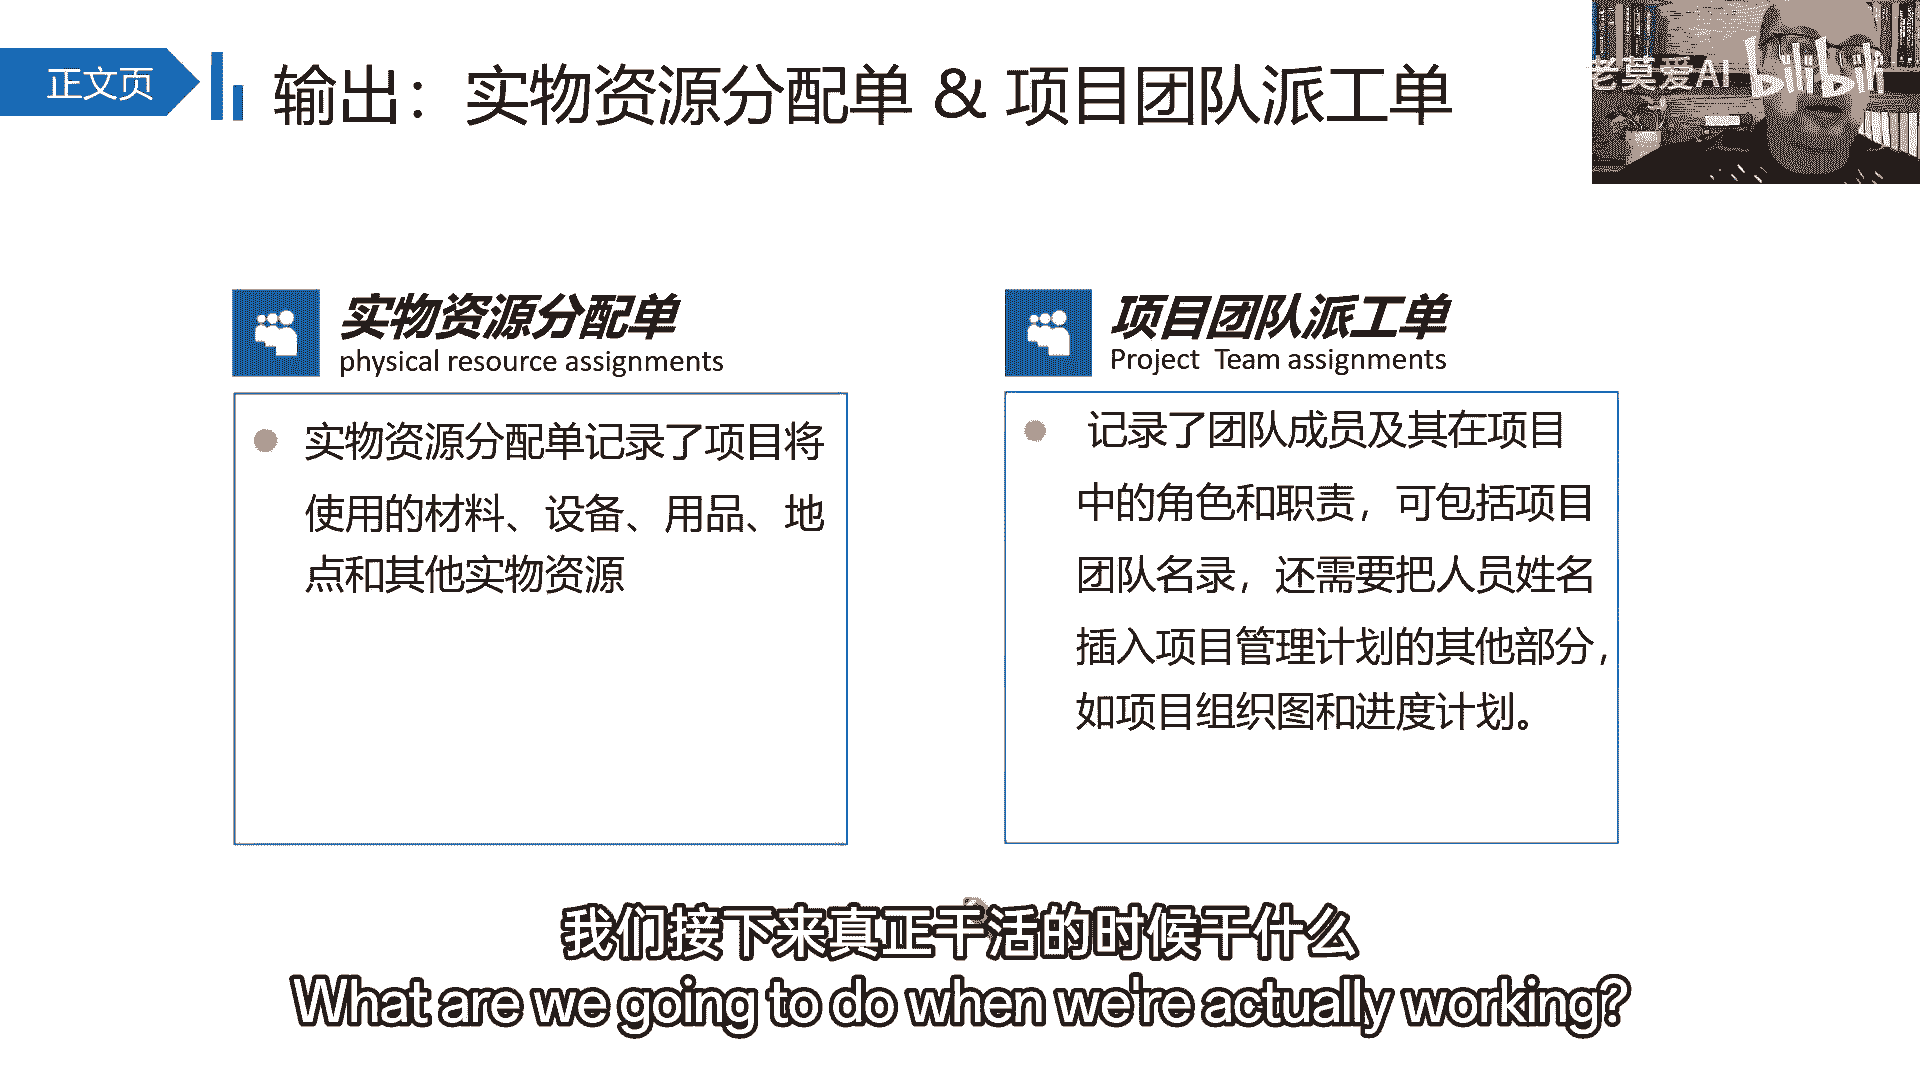 正文页
输出：实物资源分配单 & 项目团队派工单
老莫爱AI bilibili
实物资源分配单
physical resource assignments
实物资源分配单记录了项目将
使用的材料、设备、用品、地
点和其他实物资源
项目团队派工单
Project Team assignments
记录了团队成员及其在项目
中的角色和职责，可包括项目
团队名录，还需要把人员姓名
插入项目管理计划的其他部分，
如项目组织图和进度计划。
我们接下来真正干活的时候干什么
What are we going to do when we're actually working?